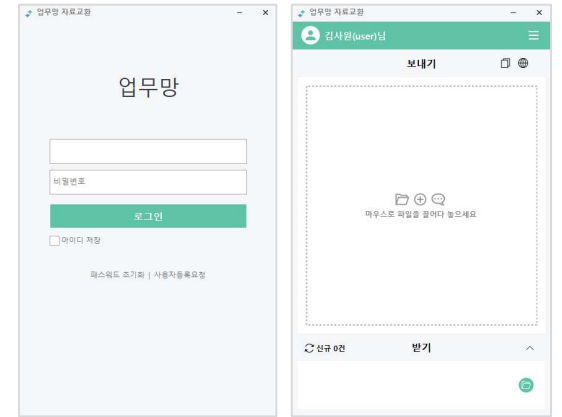 업무망 자료교환
업무망
비밀번호
로그인
아이디 저장
패스워드 초기화 | 사용자등록요청
업무망 자료교환
김사원(user)님
보내기
마우스로 파일을 끌어다 놓으세요
신규 0건
받기